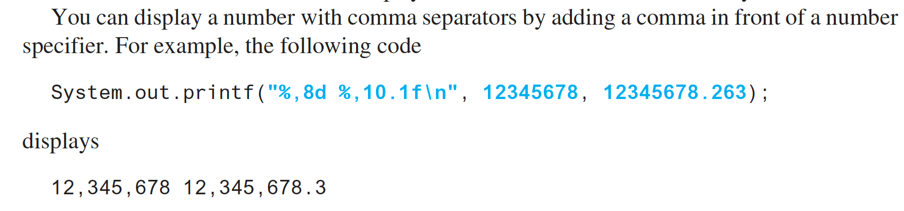 You can display a number with comma separators by adding a comma in front of a number
specifier. For example, the following code
System.out.printf("%,8d %,10.1f\n", 12345678, 12345678.263);
displays
12,345,678 12,345,678.3